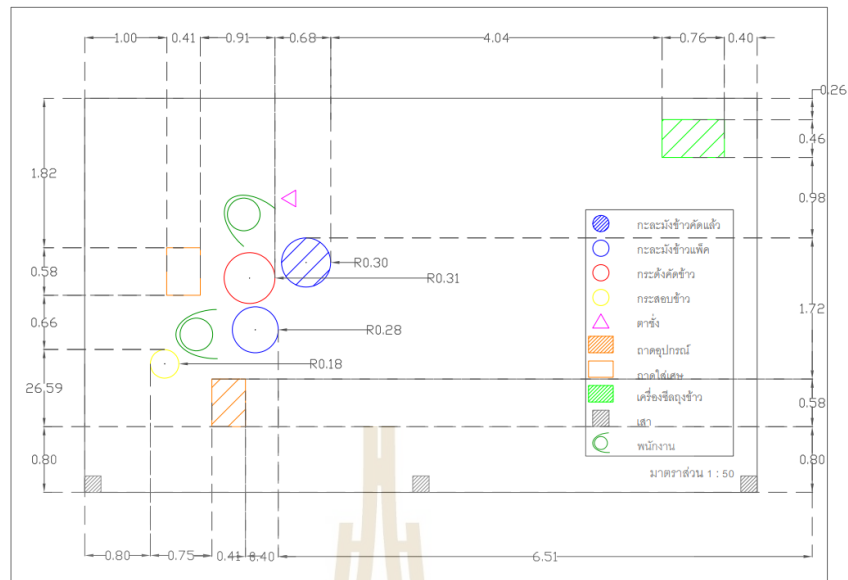 1.00 0.41 0.91 0.68 4.04 0.76 0.40
0.26
0.46
1.82
0.98
กะละมังข้าวคัดแล้ว
กะละมังข้าวแพ็ค
R0.30
0.58
R0.31
กระด้งคัดข้าว
กระสอบข้าว
1.72
ตาชั่ง
0.66
R0.28
ถาดอุปกรณ์
R0.18
ถาดใส่เศษ
26.59
เครื่องซีลถุงข้าว
0.58
เสา
พนักงาน
0.80
0.80
มาตราส่วน 1 : 50
0.80 0.75 0.41 0.40 6.51